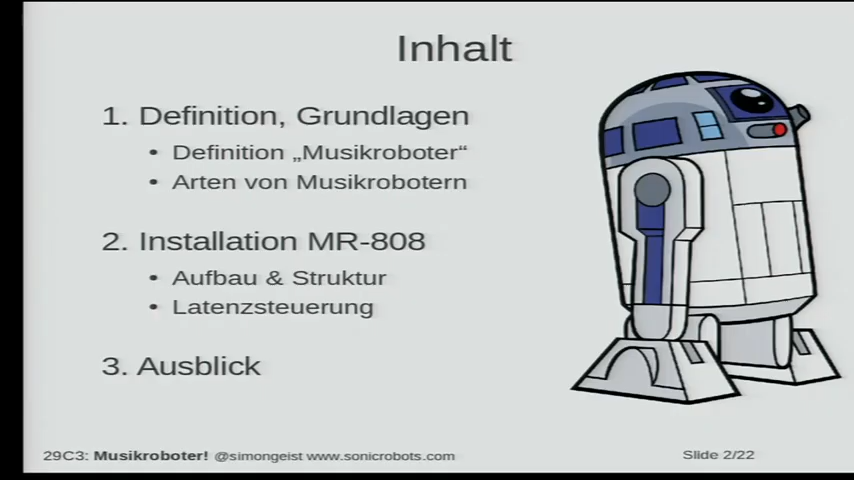 Inhalt
1. Definition, Grundlagen
• Definition „Musikroboter“
• Arten von Musikrobotern
2. Installation MR-808
• Aufbau & Struktur
• Latenzsteuerung
3. Ausblick
29C3: Musikroboter! @simongeist www.sonicrobots.com
Slide 2/22